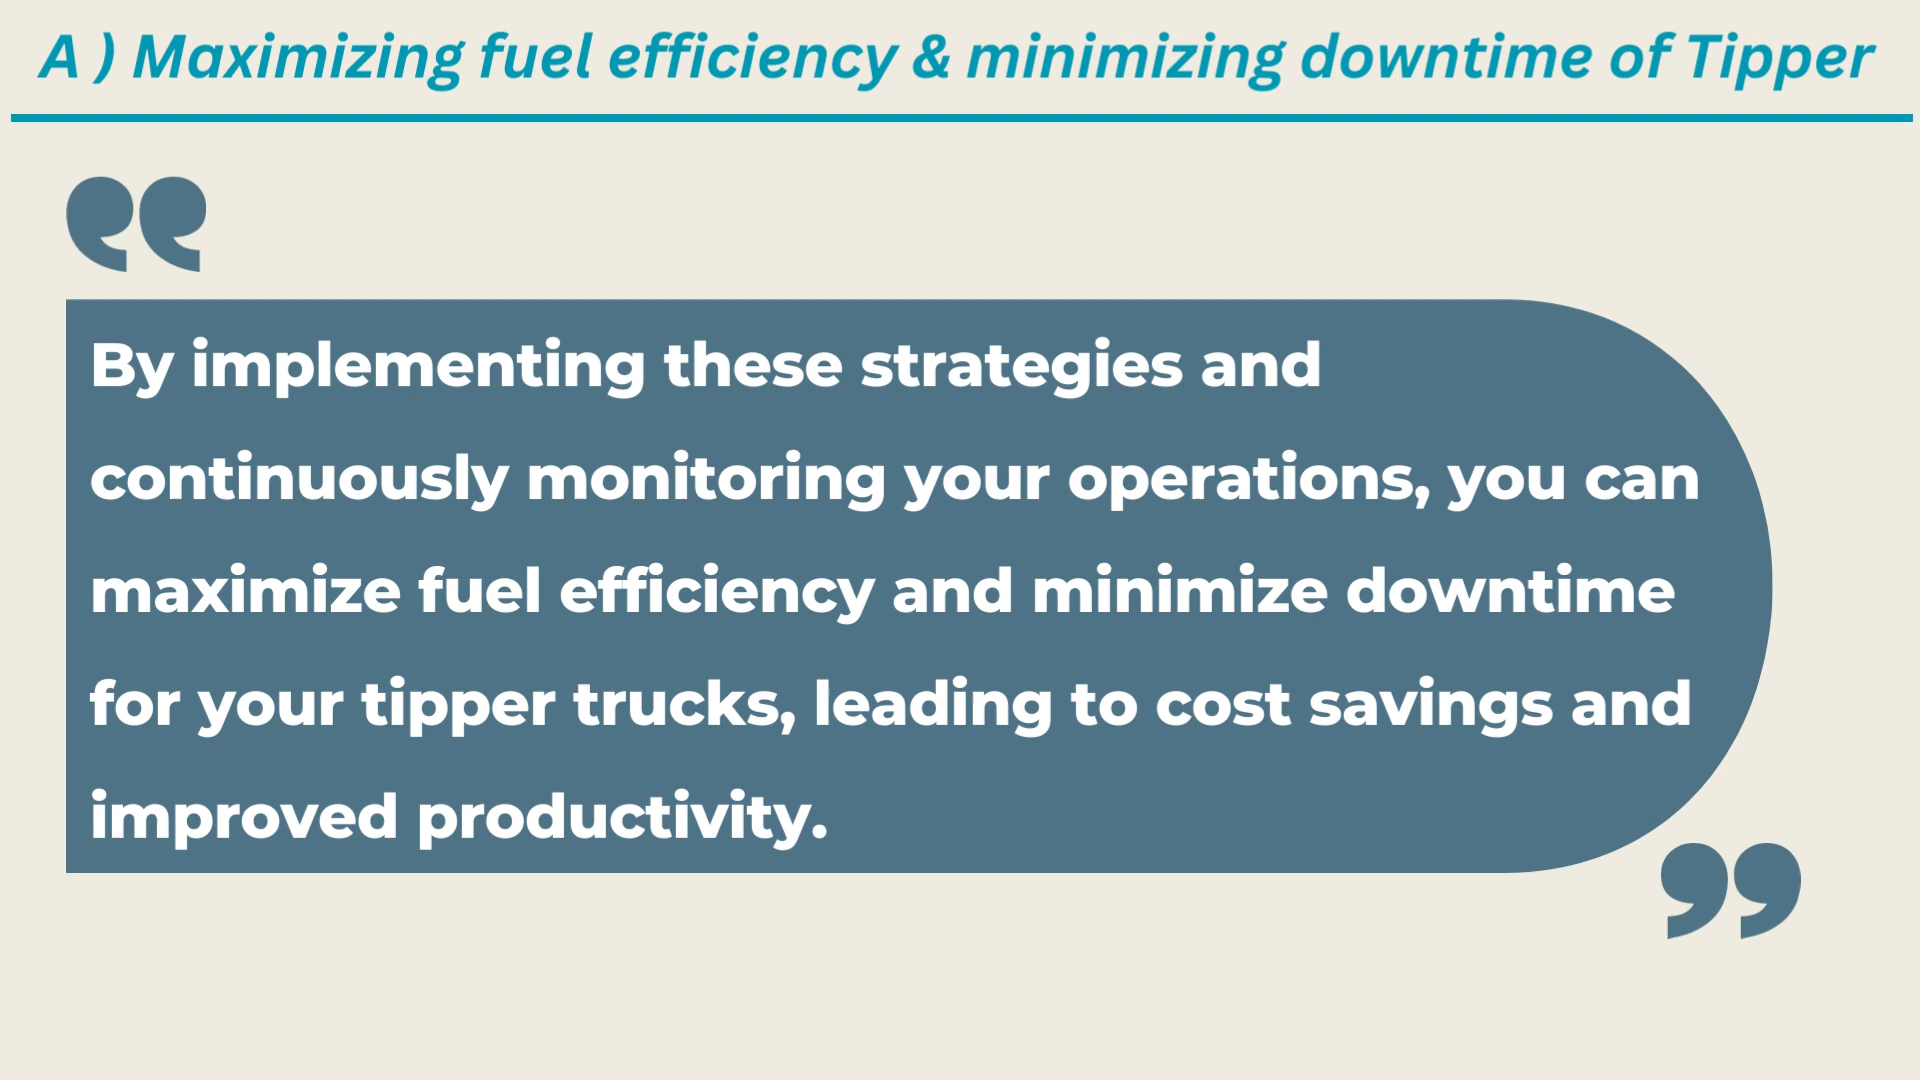 A ) Maximizing fuel efficiency & minimizing downtime of Tipper
By implementing these strategies and
continuously monitoring your operations, you can
maximize fuel efficiency and minimize downtime
for your tipper trucks, leading to cost savings and
improved productivity.